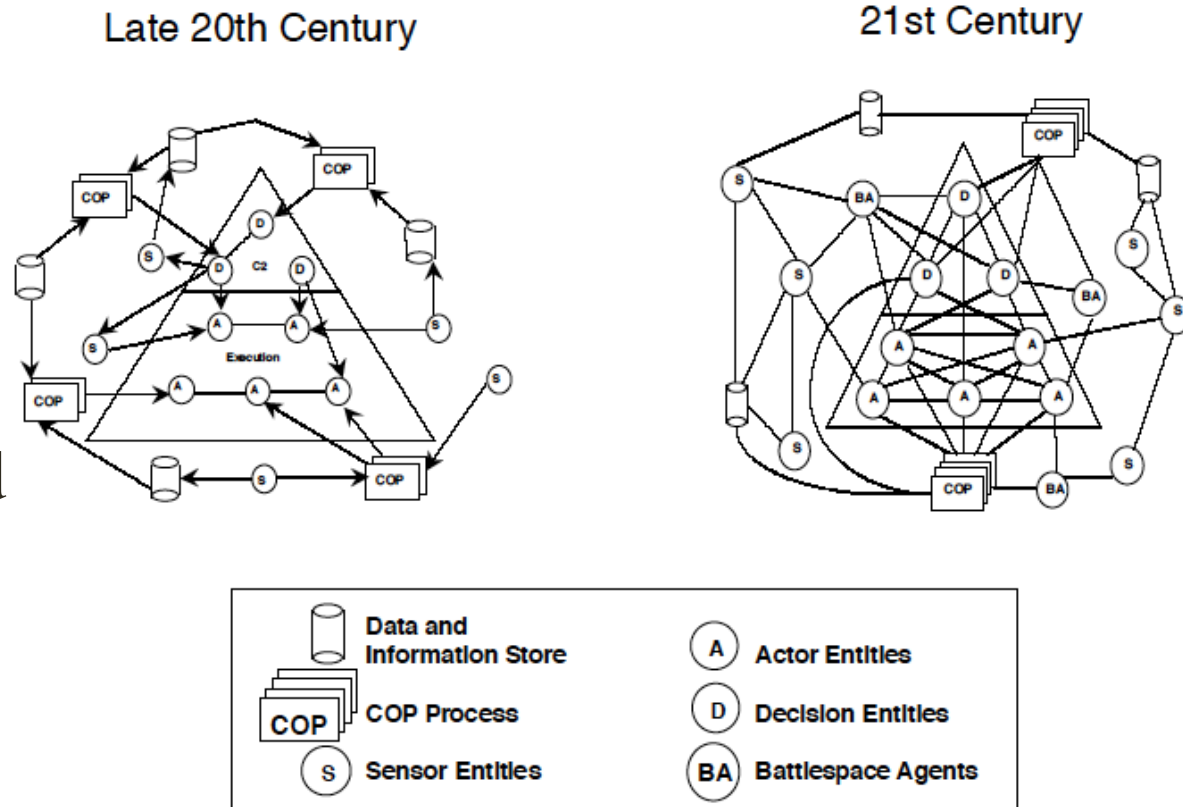 Late 20th Century
21st Century
COP
COP
S
D
D
C2
D
A
A
S
S
Execution
S
COP
A
A
A
S
COP
COP
S
BA
D
S
S
D
D
BA
S
A
A
A
A
A
S
S
COP
BA
Data and
Information Store
COP
COP Process
S
Sensor Entities
A
Actor Entities
D
Decision Entities
BA
Battlespace Agents